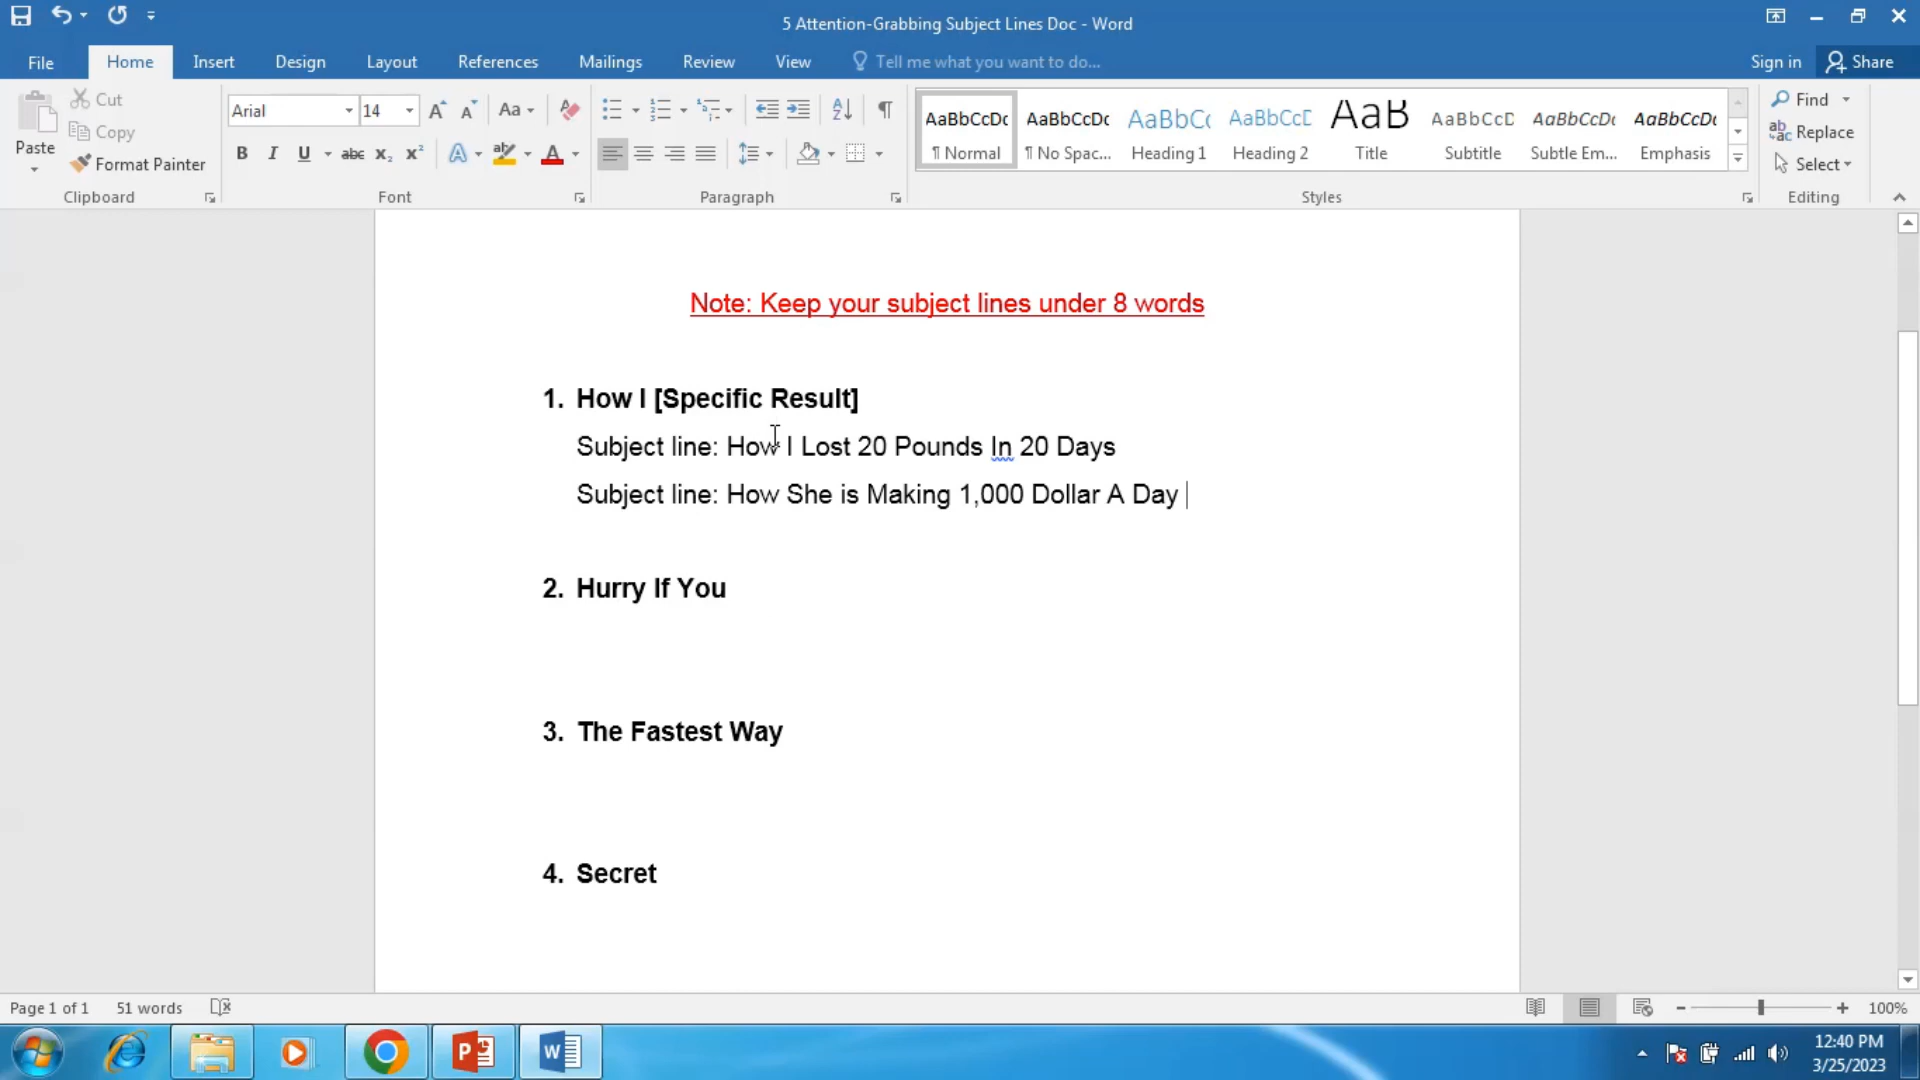 5 Attention-Grabbing Subject Lines Doc - Word
File Home Insert Design Layout References Mailings Review View Tell me what you want to do... Sign in Share
Paste
Cut
Copy
Format Painter
Clipboard
Arial 14
Font
Paragraph
AaBbCcDc AaBbCcDc AaBbCc AaBbCcC AaB AaBbCcD AaBbCcDc AaBbCcDc
¶ Normal ¶ No Spac... Heading 1 Heading 2 Title Subtitle Subtle Em... Emphasis
Styles
Find
Replace
Select
Editing
Note: Keep your subject lines under 8 words
1. How I [Specific Result]
Subject line: How I Lost 20 Pounds In 20 Days
Subject line: How She is Making 1,000 Dollar A Day
2. Hurry If You
3. The Fastest Way
4. Secret
Page 1 of 1 51 words 100%
12:40 PM
3/25/2023